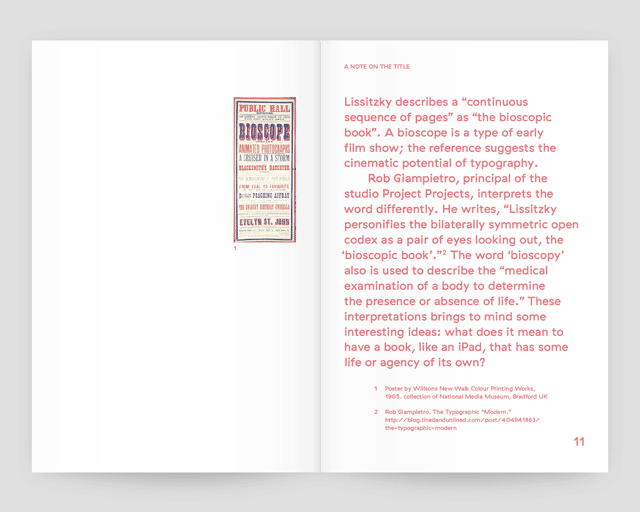 PUBLIC HALL
BIOSCOPE
ANIMATED PHOTOGRAPHS
A CRUISER IN A STORM
BLACKSMITH'S DAUGHTER
DARING POACHING AFFRAY
EVELYN ST. JOHN
1
A NOTE ON THE TITLE
Lissitzky describes a “continuous
sequence of pages” as “the bioscopic
book”. A bioscope is a type of early
film show; the reference suggests the
cinematic potential of typography.
Rob Giampietro, principal of the
studio Project Projects, interprets the
word differently. He writes, “Lissitzky
personifies the bilaterally symmetric open
codex as a pair of eyes looking out, the
‘bioscopic book’.”2 The word ‘bioscopy’
also is used to describe the “medical
examination of a body to determine
the presence or absence of life.” These
interpretations brings to mind some
interesting ideas: what does it mean to
have a book, like an iPad, that has some
life or agency of its own?
1 Poster by Willsons New Walk Colour Printing Works,
1905. collection of National Media Museum, Bradford UK
2 Rob Giampietro. The Typographic “Modern.”
http://blog.linedandunlined.com/post/404941863/
the-typographic-modern
11